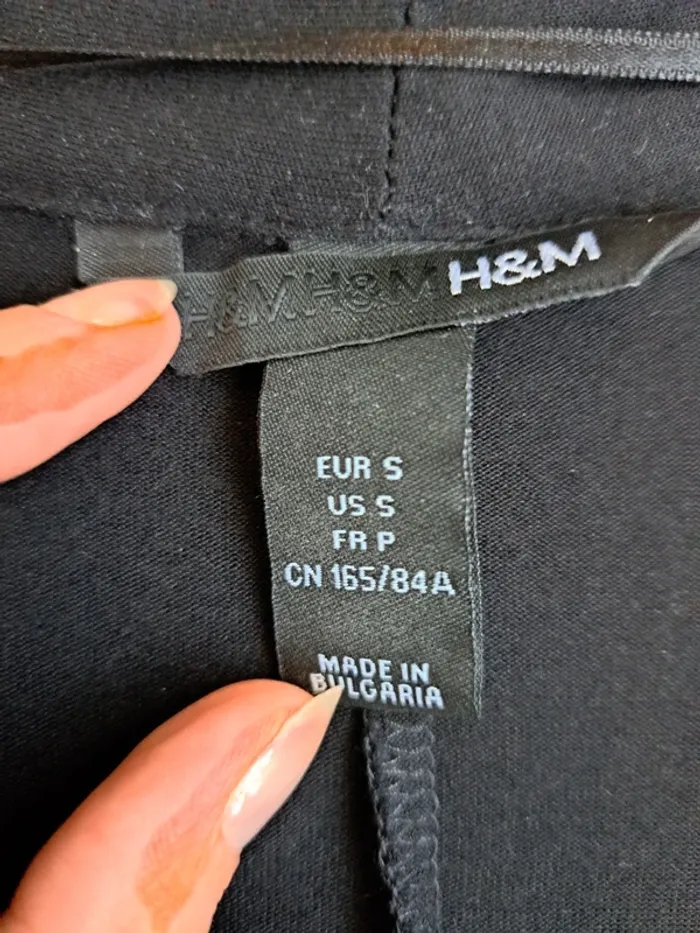 H&M H&M H&M
EUR S
US S
FR P
CN 165/84A
MADE IN
BULGARIA